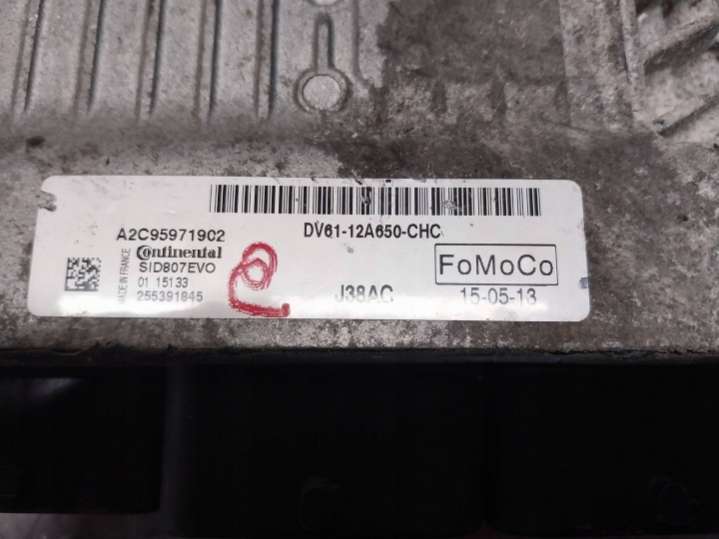 DV61-12A650-CHC
A2C95971902
Continental
SID807EVO
01 15133
255391845
MADE IN FRANCE
J38AC
FoMoCo
15-05-13